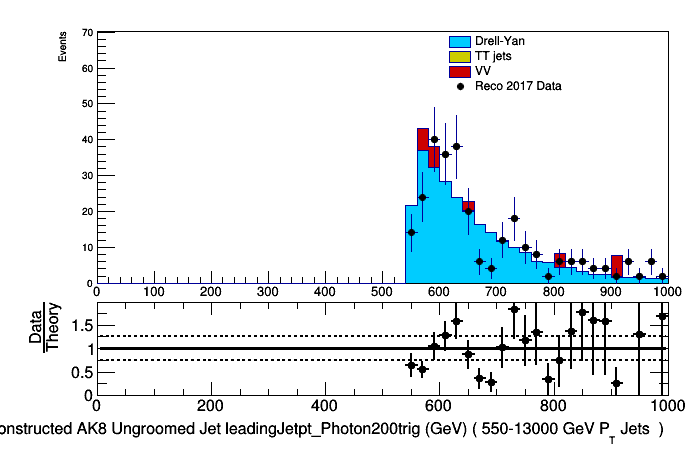 70
60
50
40
30
20
10
0
Events
Drell-Yan
TT jets
VV
Reco 2017 Data
0 100 200 300 400 500 600 700 800 900 1000
Data
Theory
1.5
1
0.5
0
0 200 400 600 800 1000
onstructed AK8 Ungroomed Jet leadingJetpt_Photon200trig (GeV) ( 550-13000 GeV P_T Jets )